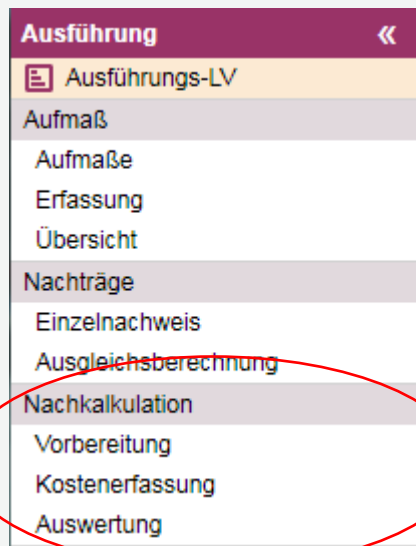 Ausführung «
Ausführungs-LV
Aufmaß
Aufmaße
Erfassung
Übersicht
Nachträge
Einzelnachweis
Ausgleichsberechnung
Nachkalkulation
Vorbereitung
Kostenerfassung
Auswertung